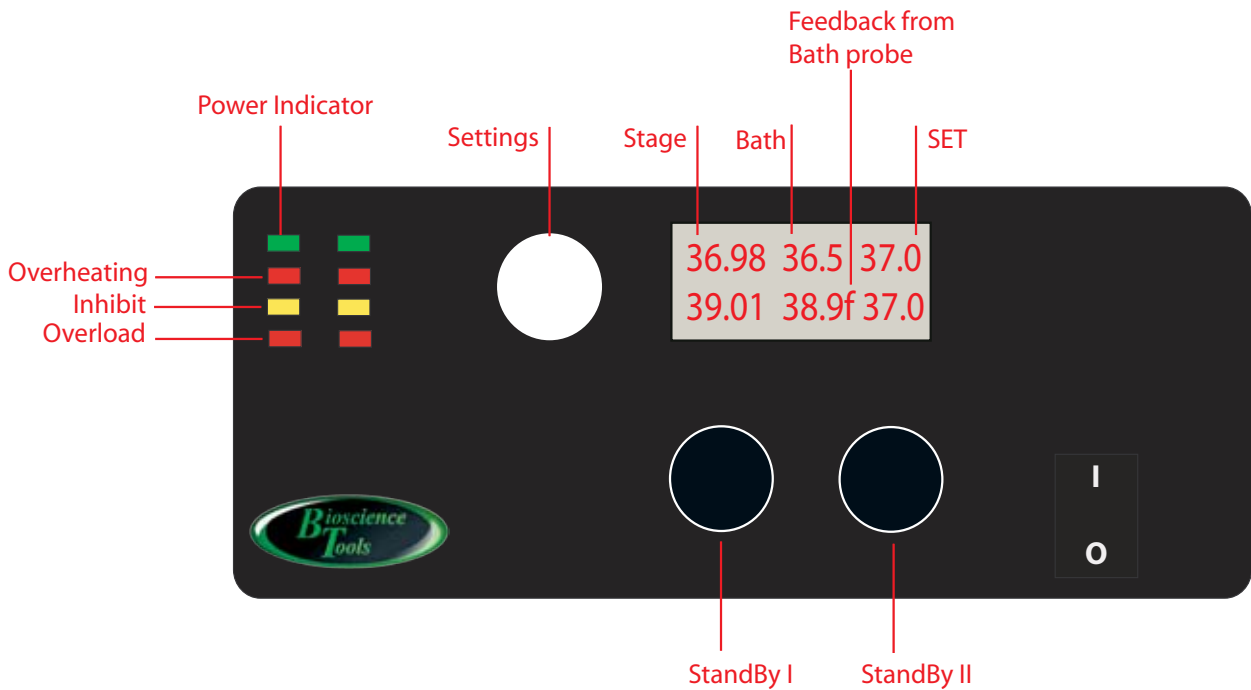 Feedback from
Bath probe
Power Indicator
Settings
Stage
Bath
SET
36.98 36.5 37.0
39.01 38.9f 37.0
Overheating
Inhibit
Overload
I
O
Bioscience
Tools
StandBy I
StandBy II